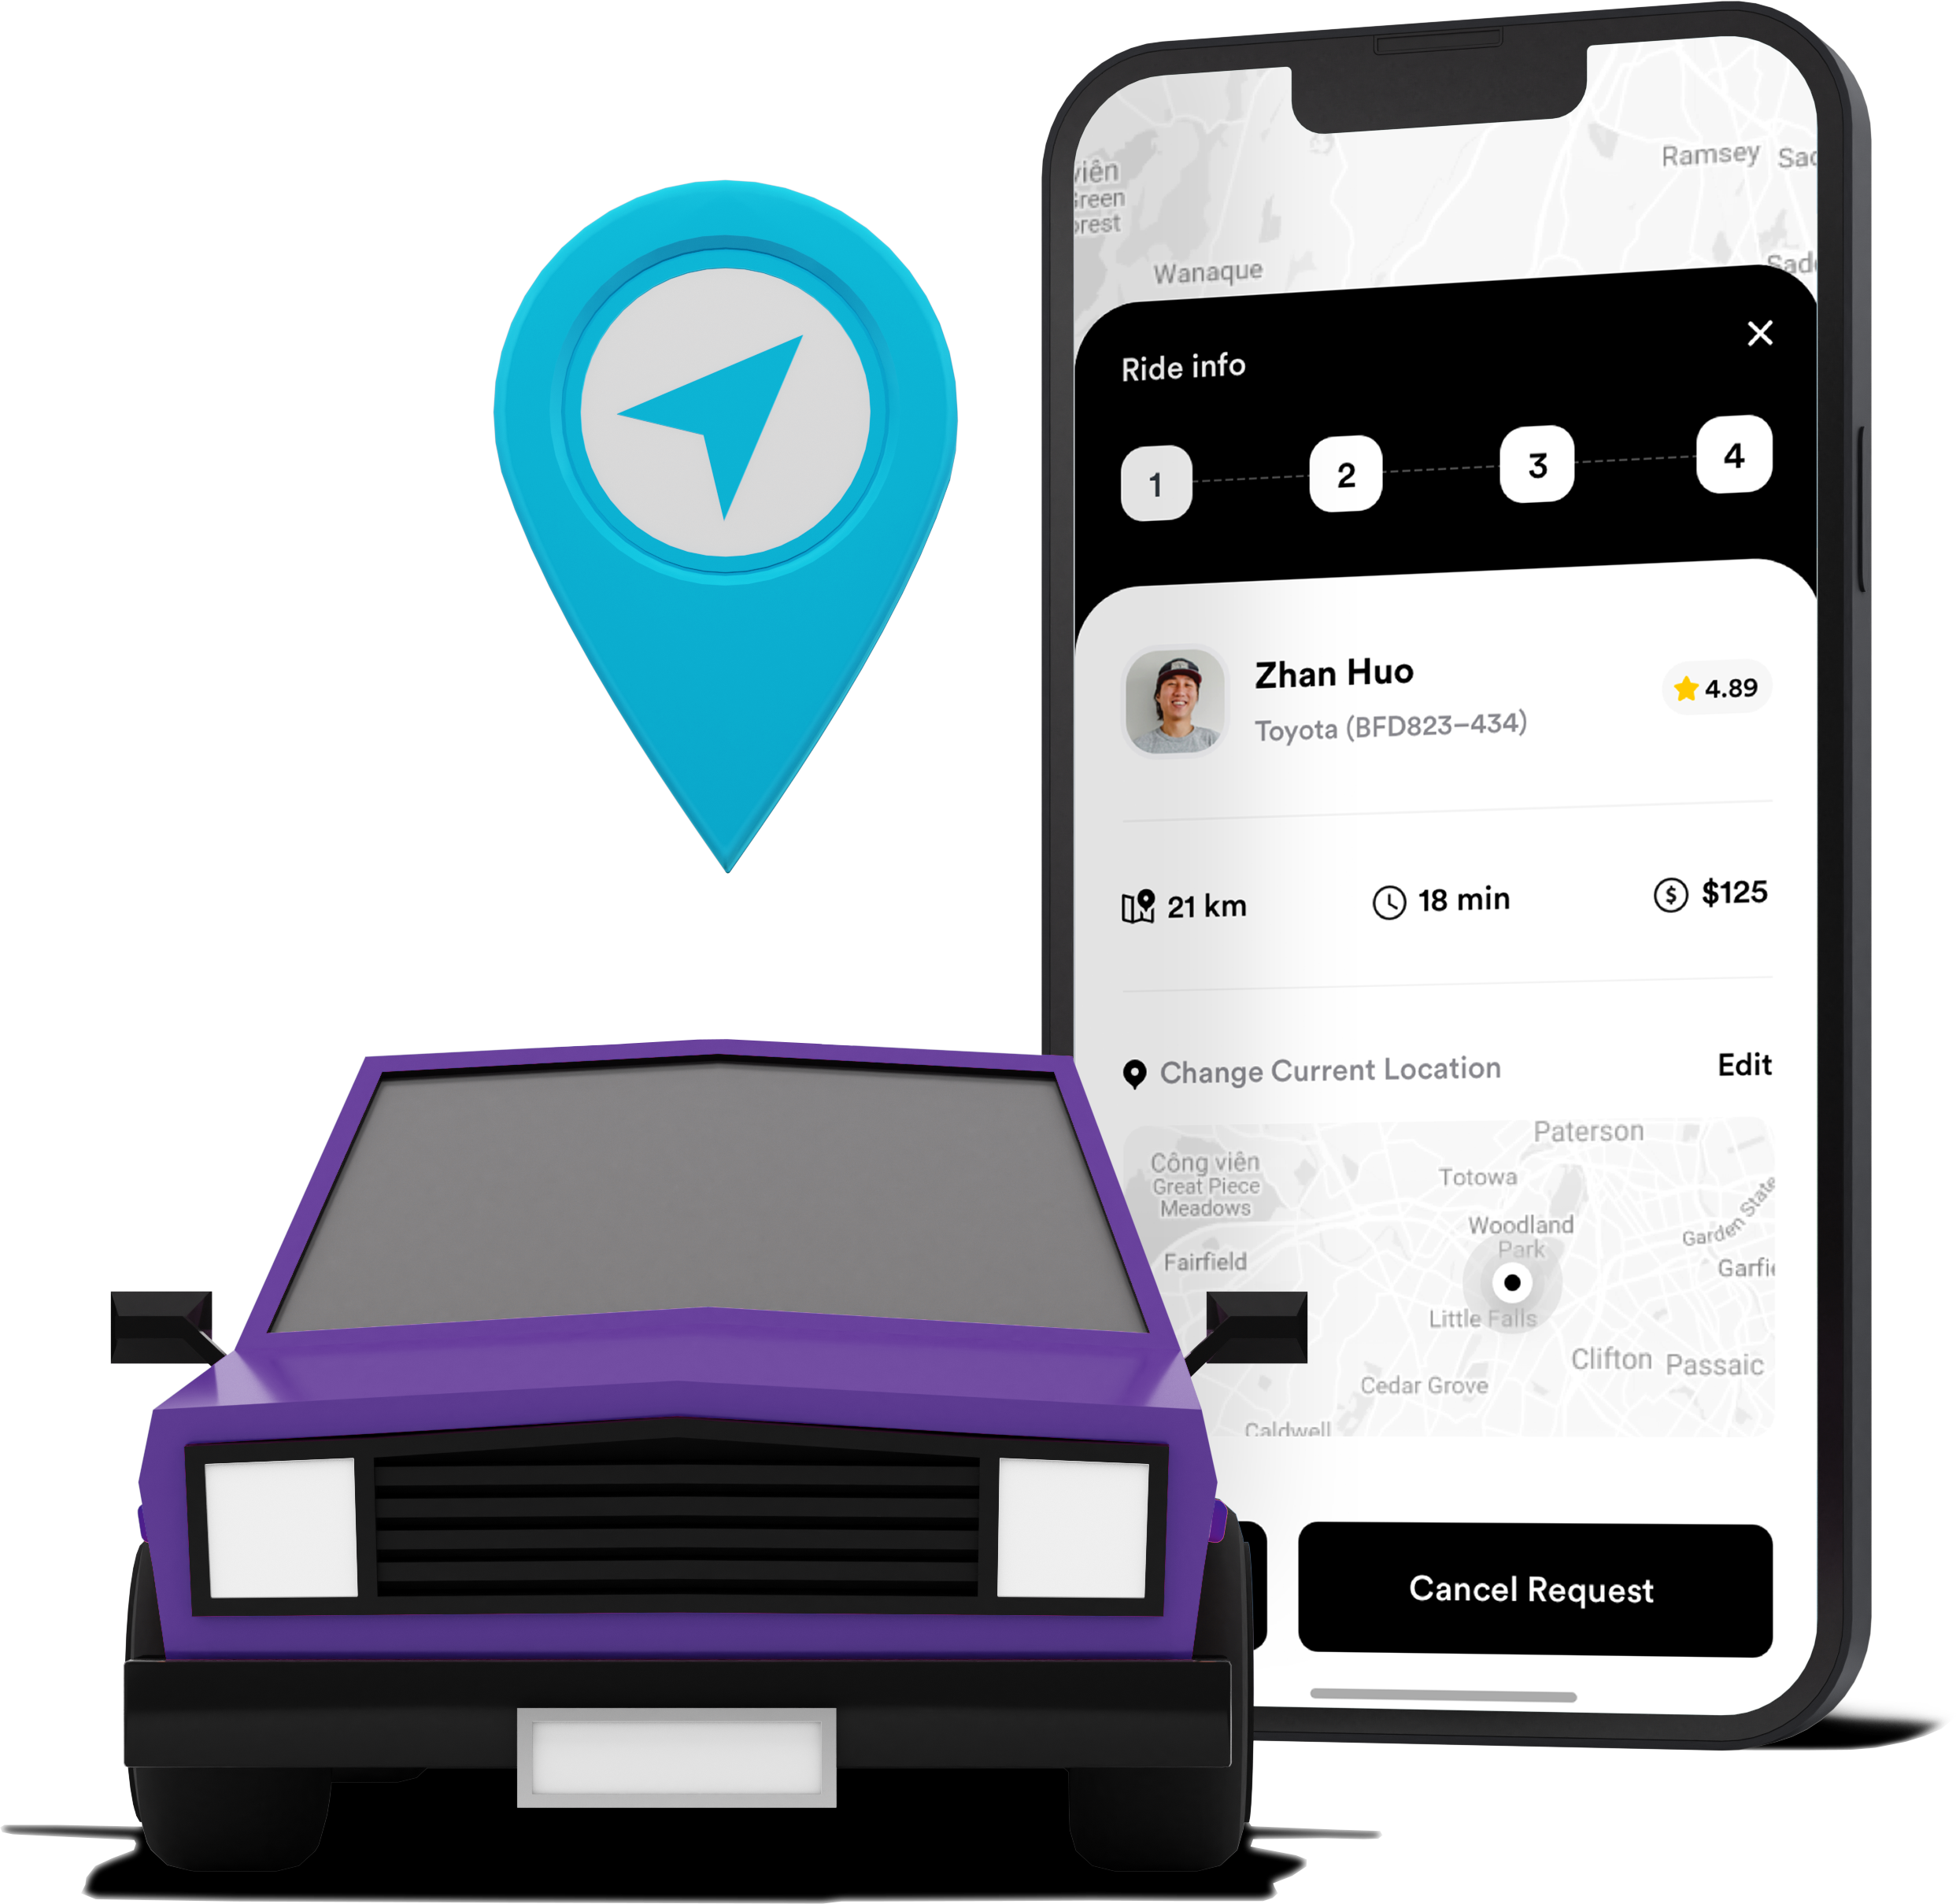 viên
Green
orest
Ramsey
Wanaque
Ride info
1
2
3
4
Zhan Huo
Toyota (BFD823–434)
4.89
21 km
18 min
$125
Change Current Location
Edit
Paterson
Công viên
Great Piece
Meadows
Totowa
Woodland
Park
Garden State
Fairfield
Garfi
Little Falls
Clifton
Passaic
Cedar Grove
Caldwell
Cancel Request